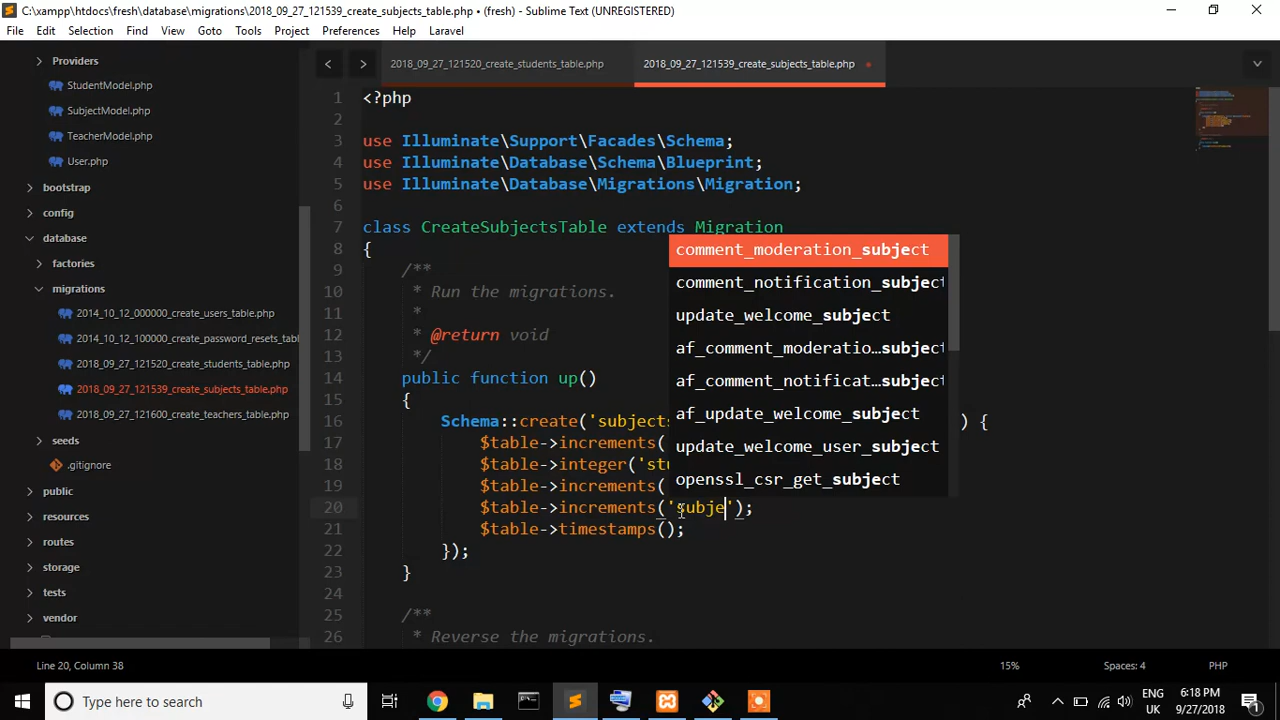 C:\xampp\htdocs\fresh\database\migrations\2018_09_27_121539_create_subjects_table.php • (fresh) - Sublime Text (UNREGISTERED)
File Edit Selection Find View Goto Tools Project Preferences Help Laravel
2018_09_27_121520_create_students_table.php 2018_09_27_121539_create_subjects_table.php
Providers
StudentModel.php
SubjectModel.php
TeacherModel.php
User.php
bootstrap
config
database
factories
migrations
2014_10_12_000000_create_users_table.php
2014_10_12_100000_create_password_resets_tabl
2018_09_27_121520_create_students_table.php
2018_09_27_121539_create_subjects_table.php
2018_09_27_121600_create_teachers_table.php
seeds
.gitignore
public
resources
routes
storage
tests
vendor
1 <?php
2
3 use Illuminate\Support\Facades\Schema;
4 use Illuminate\Database\Schema\Blueprint;
5 use Illuminate\Database\Migrations\Migration;
6
7 class CreateSubjectsTable extends Migration
8 {
9 /**
10 * Run the migrations.
11 *
12 * @return void
13 */
14 public function up()
15 {
16 Schema::create('subjects ) {
17 $table->increments(
18 $table->integer('stu
19 $table->increments(
20 $table->increments('subje');
21 $table->timestamps();
22 });
23 }
24
25 /**
26 * Reverse the migrations.
comment_moderation_subject
comment_notification_subject
update_welcome_subject
af_comment_moderatio…subject
af_comment_notificat…subject
af_update_welcome_subject
update_welcome_user_subject
openssl_csr_get_subject
Line 20, Column 38 15% Spaces: 4 PHP
Type here to search
ENG
UK
6:18 PM
9/27/2018
1